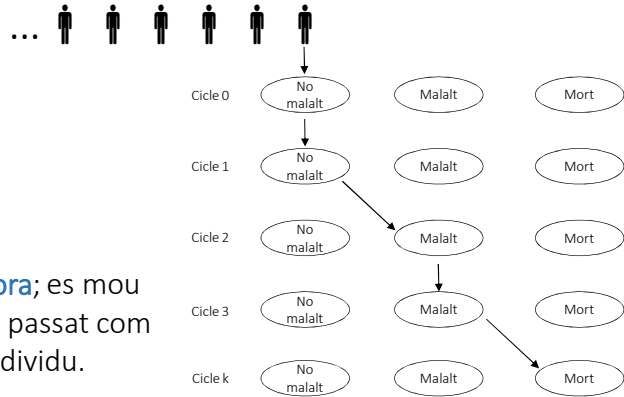 ...
Cicle 0 No malalt Malalt Mort
Cicle 1 No malalt Malalt Mort
Cicle 2 No malalt Malalt Mort
ora; es mou
Cicle 3 No malalt Malalt Mort
passat com
dividu.
Cicle k No malalt Malalt Mort